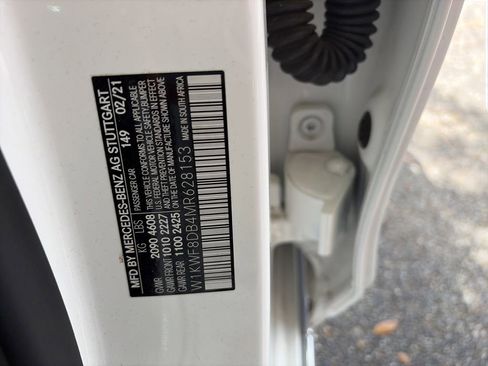 MFD BY MERCEDES-BENZ AG STUTTGART
PASSENGER CAR 149 02/21
KG LBS
GVWR 2090 4608
GAWR FRONT 1010 2227
GAWR REAR 1100 2425
THIS VEHICLE CONFORMS TO ALL APPLICABLE
U.S. FEDERAL MOTOR VEHICLE SAFETY, BUMPER
AND THEFT PREVENTION STANDARDS IN EFFECT
ON THE DATE OF MANUFACTURE SHOWN ABOVE
MADE IN SOUTH AFRICA
W1KWF8DB4MR628153